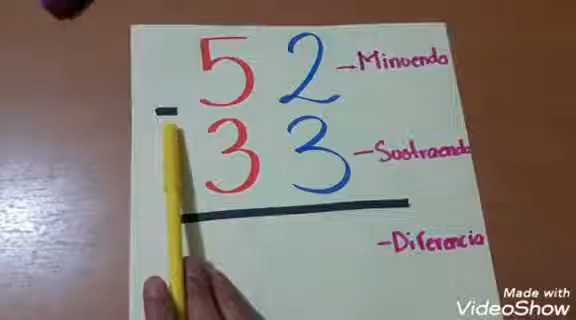 52 - Minuendo
-
33 - Sustraendo
- Diferencia
Made with
VideoShow